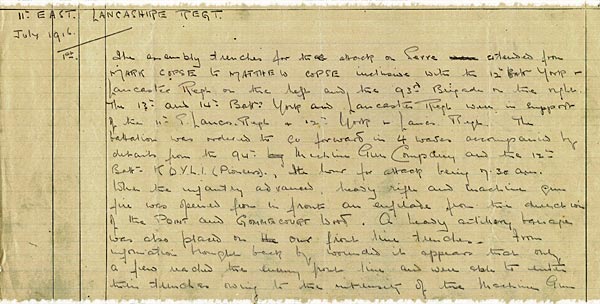 11th EAST. LANCASHIRE REGT.
July 1916.
1st. The assembly trenches for the attack on Serre extended from
MARK COPSE to MATTHEW COPSE inclusive with the 12th Batt York &
Lancaster Regt on the left and the 93rd Brigade on the right.
The 13th and 14th Batts York and Lancaster Regt were in support
of the 11th E. Lancs. Regt & 12th York & Lancs. Regt. The
battalion was ordered to go forward in 4 waves accompanied by
details from the 94th Machine Gun Company and the 12th
Batt K.O.Y.L.I. (Pioneers)., the hour for attack being 7.30 am.
When the infantry advanced heavy rifle and machine gun
fire was opened from in front an enfilade from the direction
of the POINT and GOMMECOURT WOOD. A heavy artillery barrage
was also placed on our front line trenches. From
information brought back by wounded it appears that only
a few reached the enemy front line and were able to enter
their trenches owing to the intensity of the Machine Gun